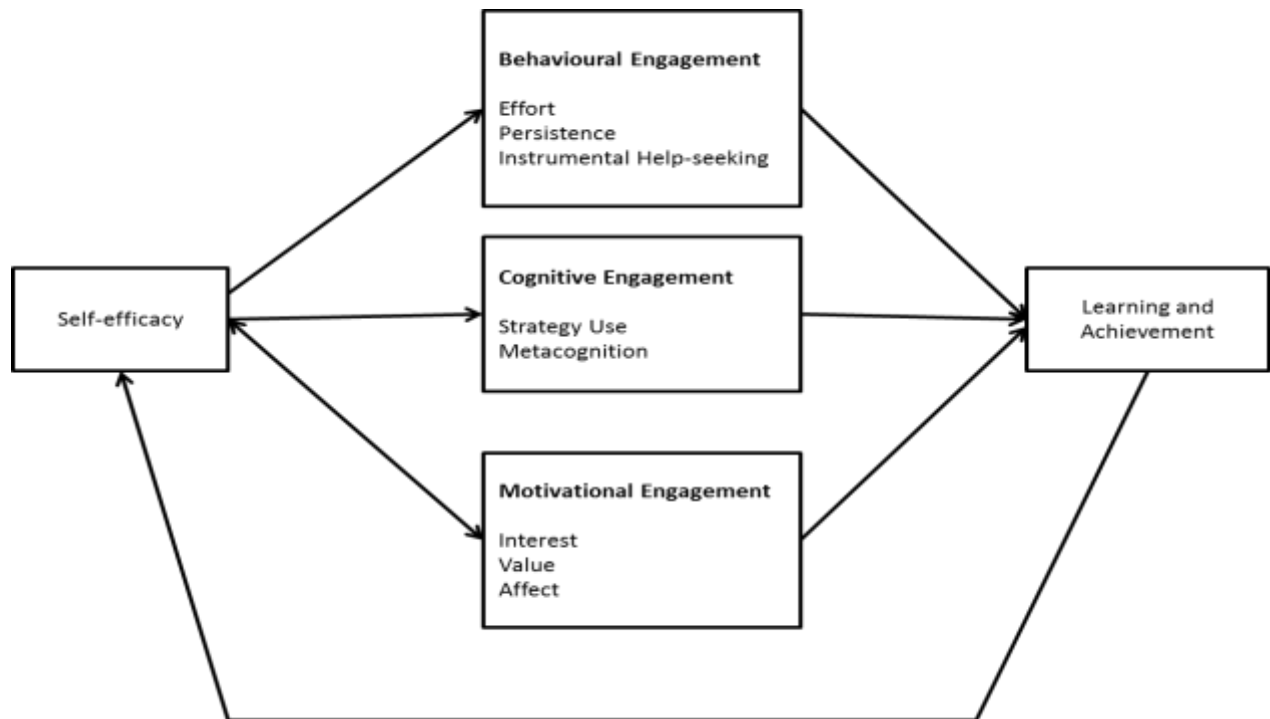 Behavioural Engagement
Effort
Persistence
Instrumental Help-seeking
Self-efficacy
Cognitive Engagement
Strategy Use
Metacognition
Learning and
Achievement
Motivational Engagement
Interest
Value
Affect